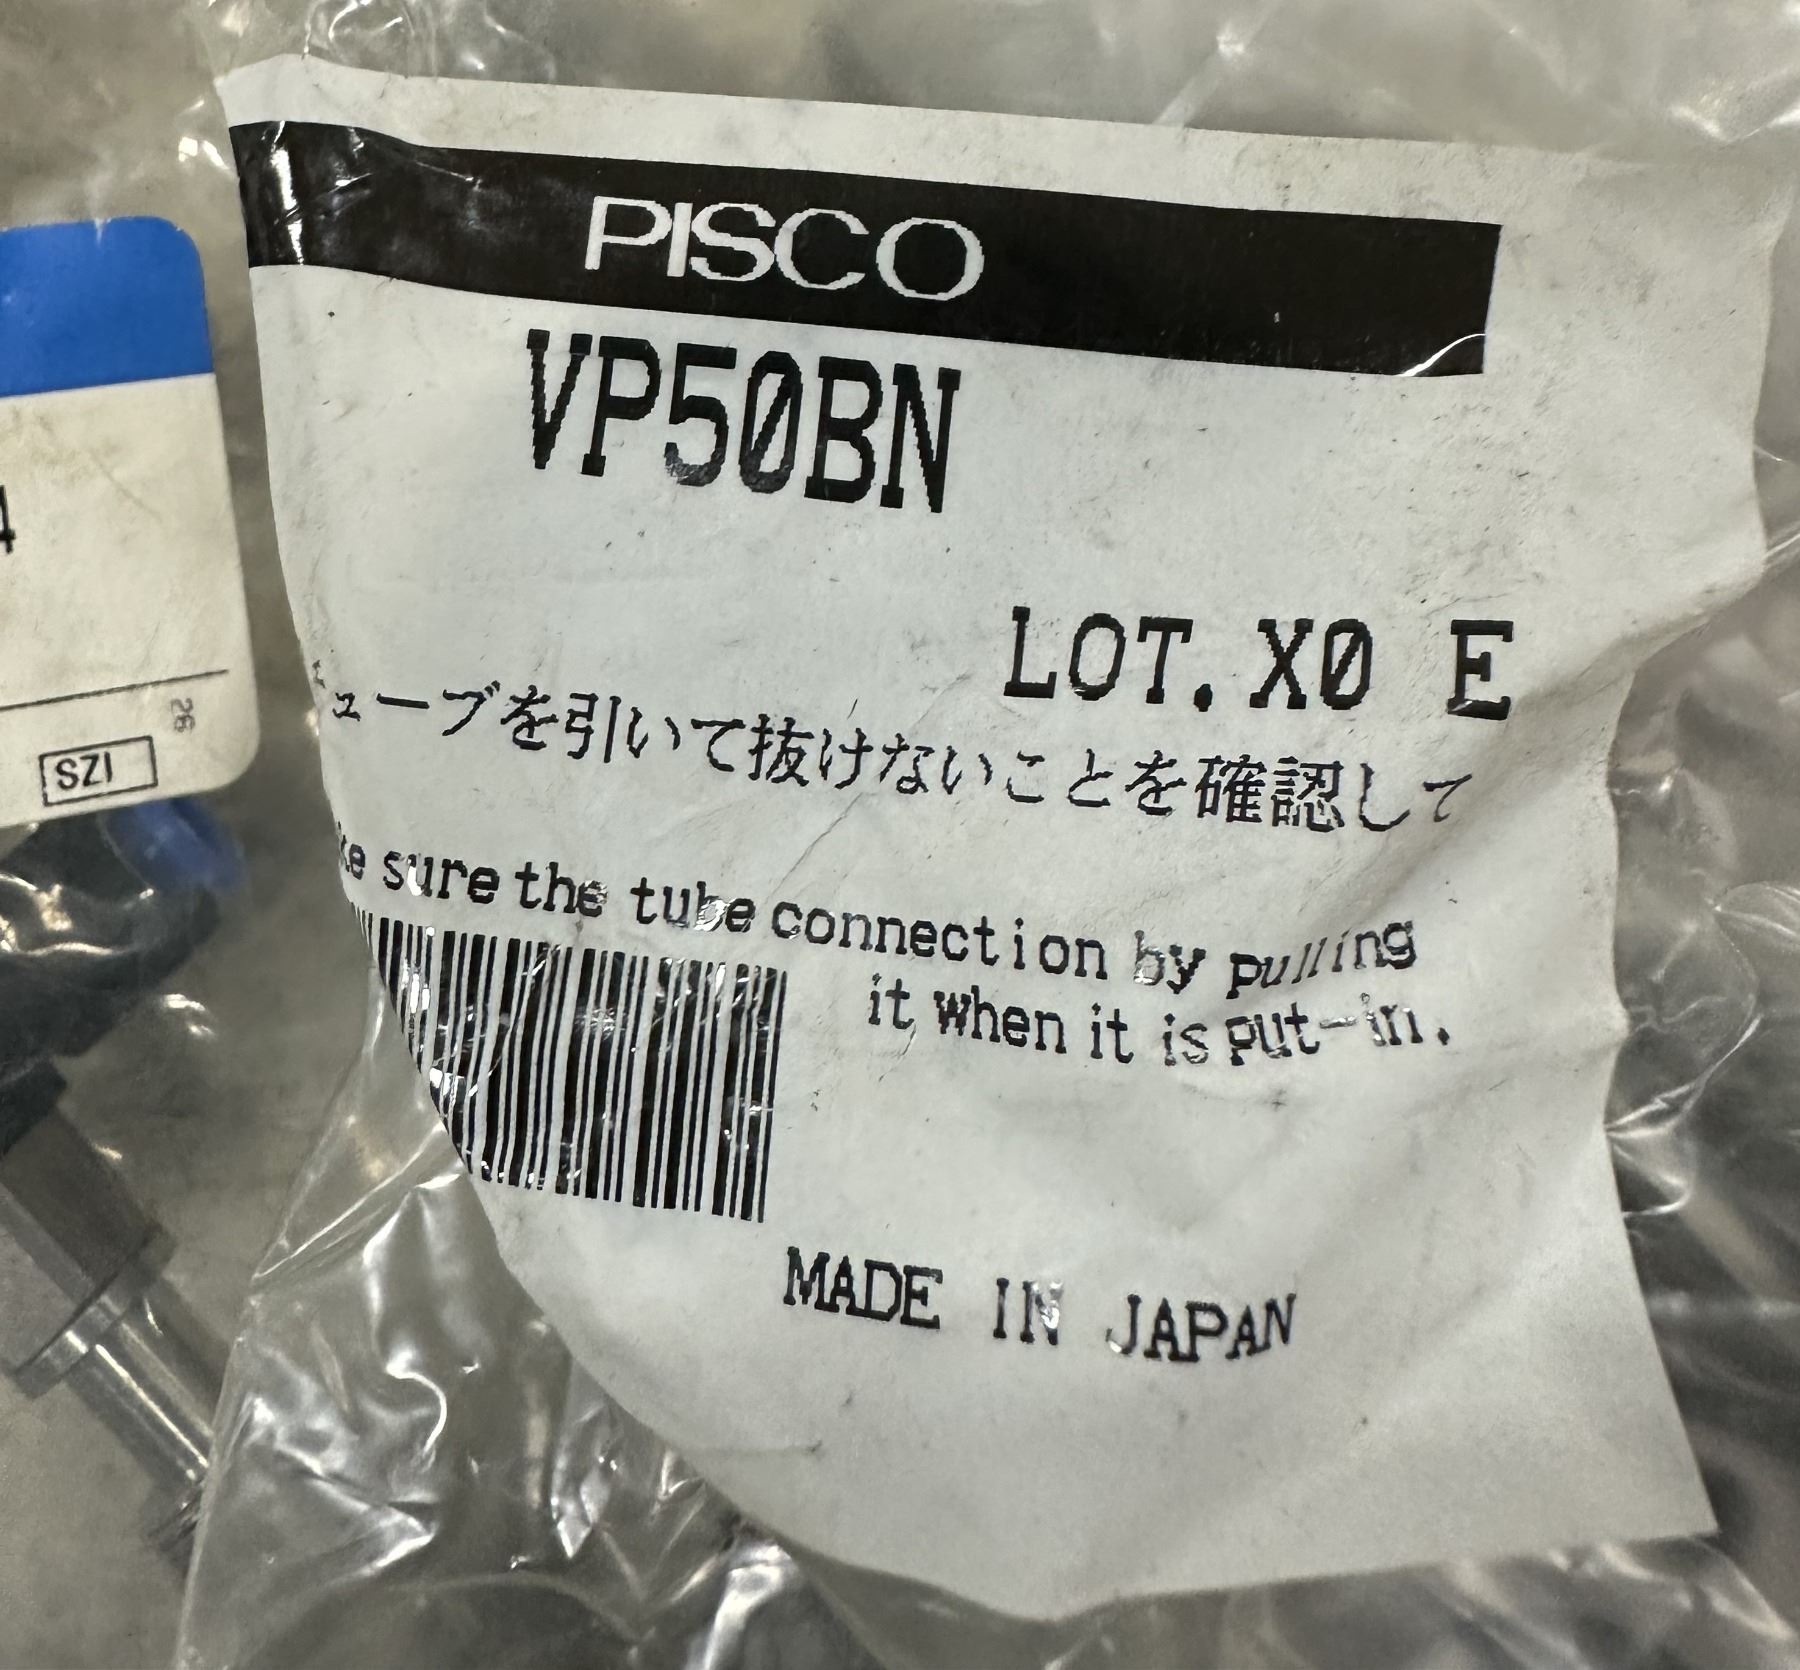 PISCO
VP50BN
LOT. X0 E
ューブを引いて抜けないことを確認して
sure the tube connection by pulling
it when it is put-in.
MADE IN JAPAN
4
26
SZI